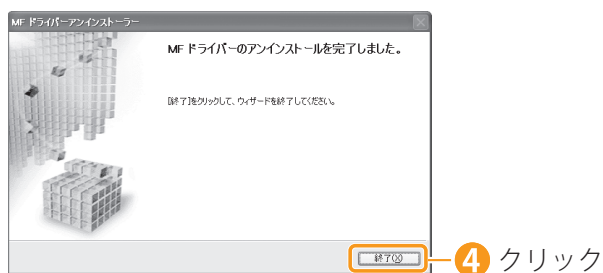 MF ドライバーアンインストーラー
MF ドライバーのアンインストールを完了しました。
[終了]をクリックして、ウィザードを終了してください。
終了(X)
4 クリック